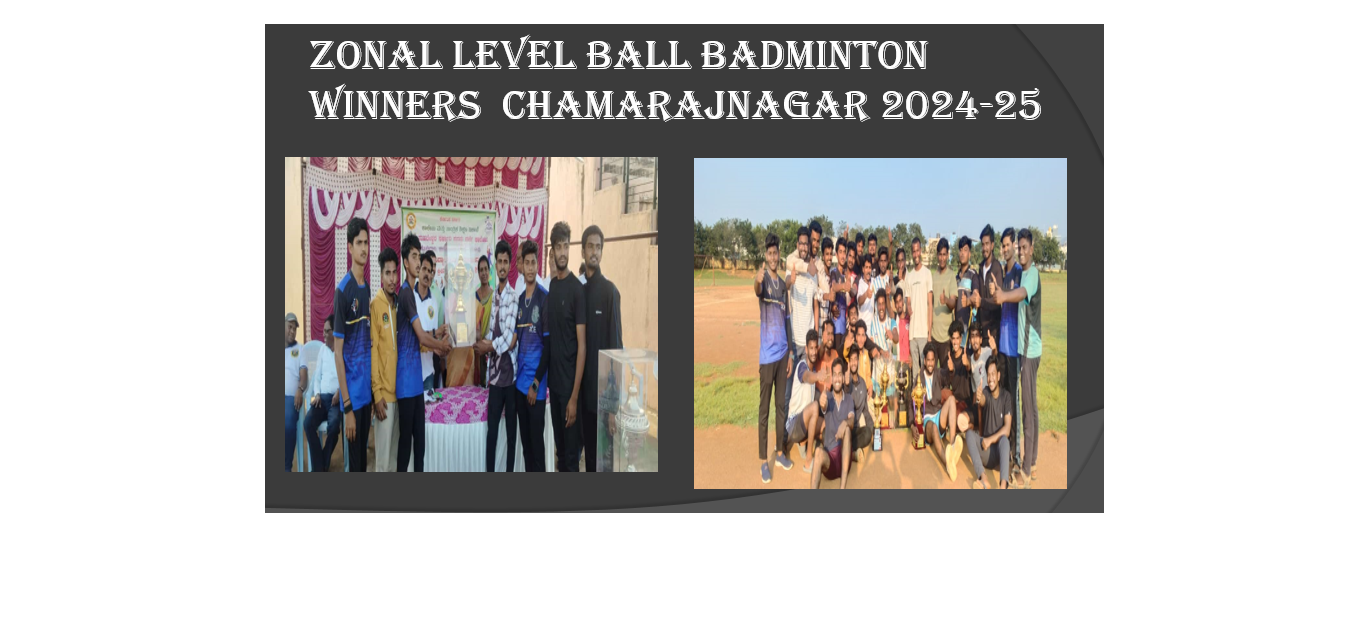 ZONAL LEVEL BALL BADMINTON
WINNERS CHAMARAJNAGAR 2024-25